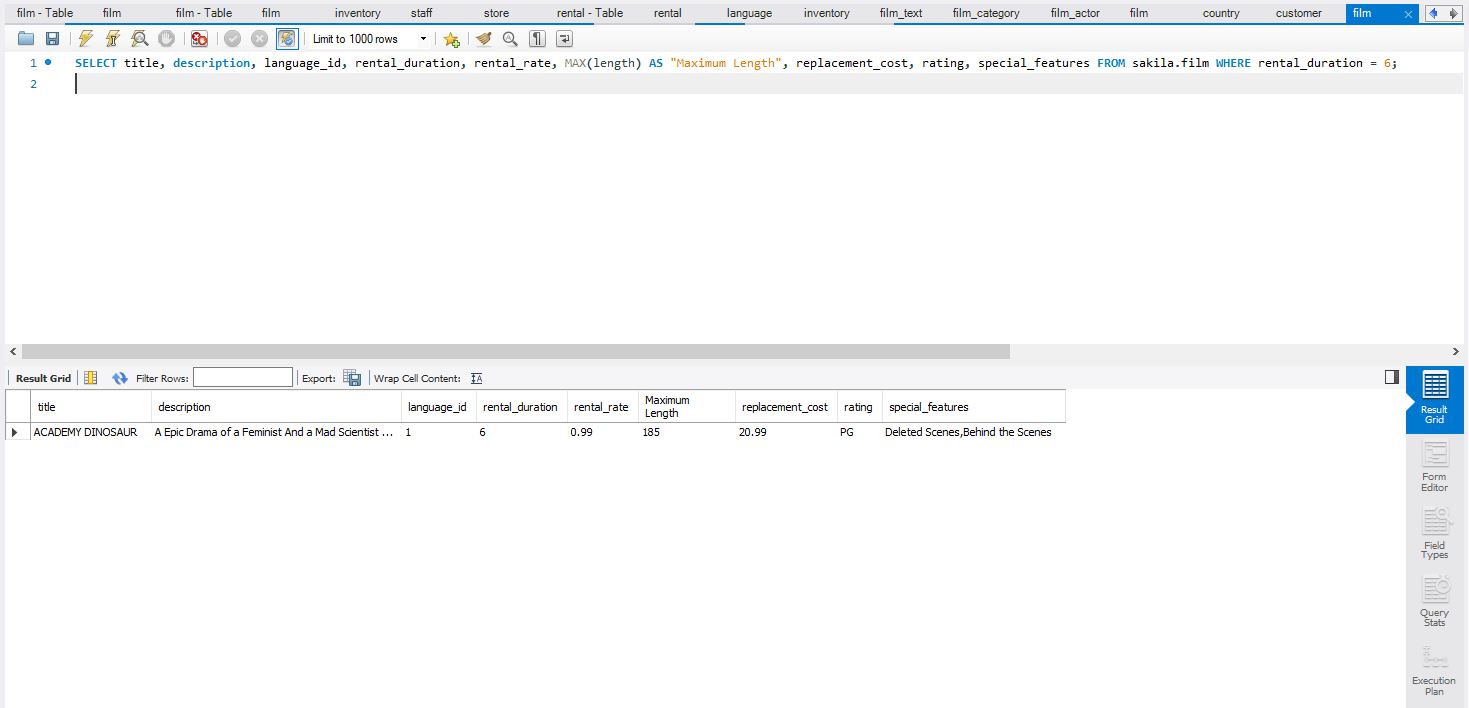 film - Table film film - Table film inventory staff store rental - Table rental language inventory film_text film_category film_actor film country customer film
Limit to 1000 rows
1 SELECT title, description, language_id, rental_duration, rental_rate, MAX(length) AS "Maximum Length", replacement_cost, rating, special_features FROM sakila.film WHERE rental_duration = 6;
2
Result Grid Filter Rows: Export: Wrap Cell Content:
title description language_id rental_duration rental_rate Maximum Length replacement_cost rating special_features
ACADEMY DINOSAUR A Epic Drama of a Feminist And a Mad Scientist ... 1 6 0.99 185 20.99 PG Deleted Scenes,Behind the Scenes
Result
Grid
Form
Editor
Field
Types
Query
Stats
Execution
Plan